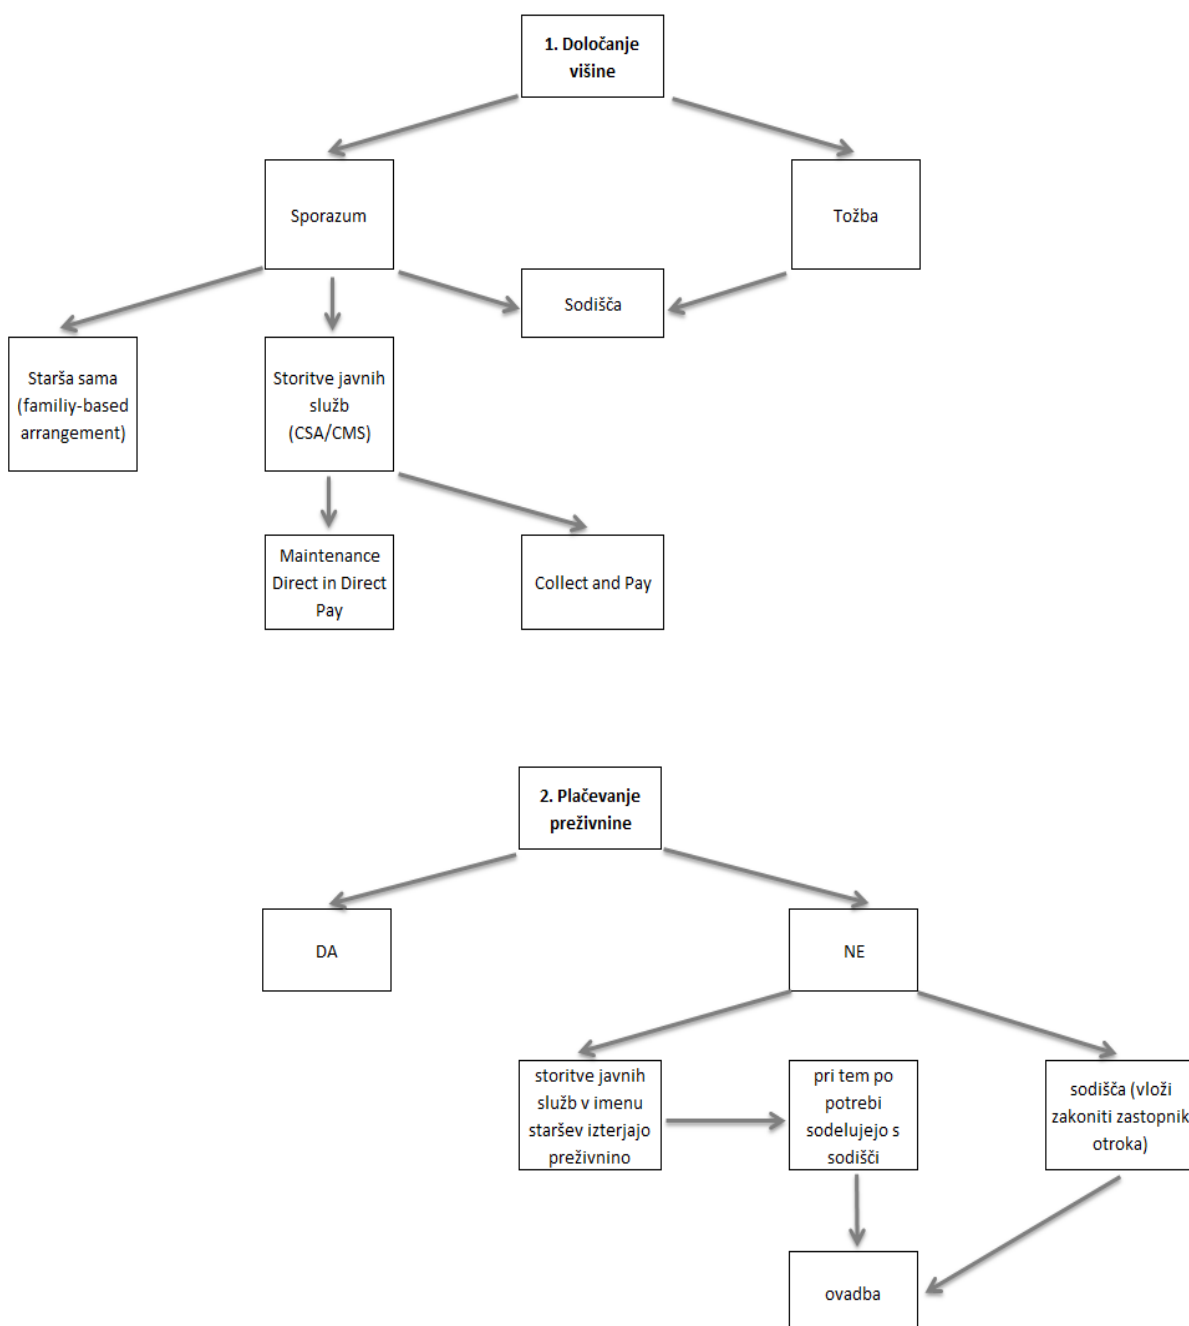 1. Določanje
višine
Sporazum
Tožba
Sodišča
Starša sama
(familiy-based
arrangement)
Storitve javnih
služb
(CSA/CMS)
Maintenance
Direct in Direct
Pay
Collect and Pay
2. Plačevanje
preživnine
DA
NE
storitve javnih
služb v imenu
staršev izterjajo
preživnino
pri tem po
potrebi
sodelujejo s
sodišči
sodišča (vloži
zakoniti zastopnik
otroka)
ovadba